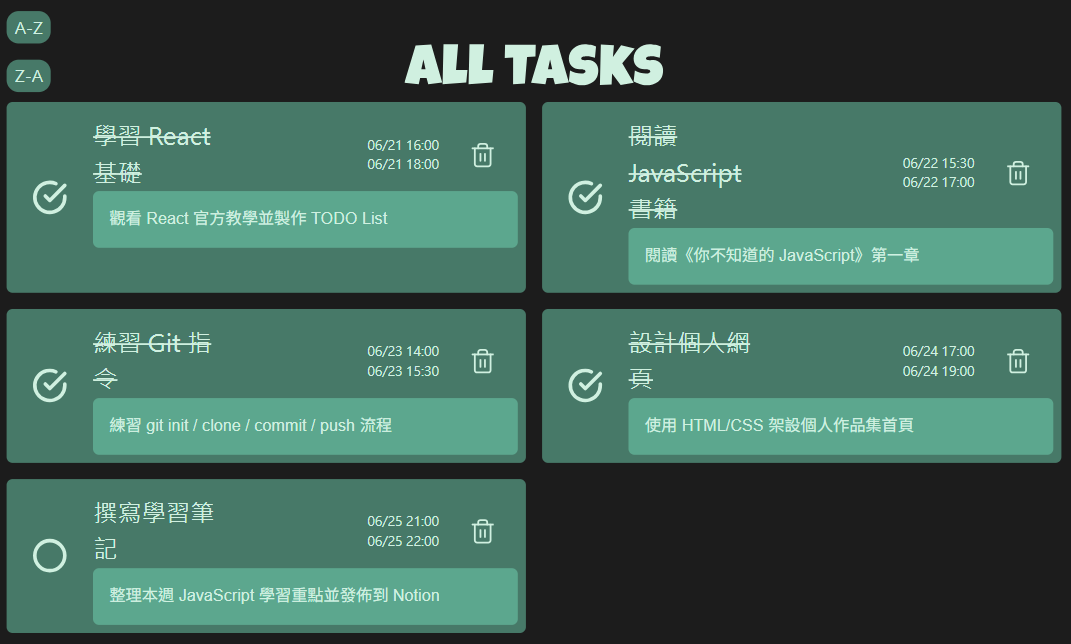 A-Z
Z-A
ALL TASKS
學習 React
基礎
06/21 16:00
06/21 18:00
觀看 React 官方教學並製作 TODO List
閱讀
JavaScript
書籍
06/22 15:30
06/22 17:00
閱讀《你不知道的 JavaScript》第一章
練習 Git 指
令
06/23 14:00
06/23 15:30
練習 git init / clone / commit / push 流程
設計個人網
頁
06/24 17:00
06/24 19:00
使用 HTML/CSS 架設個人作品集首頁
撰寫學習筆
記
06/25 21:00
06/25 22:00
整理本週 JavaScript 學習重點並發佈到 Notion